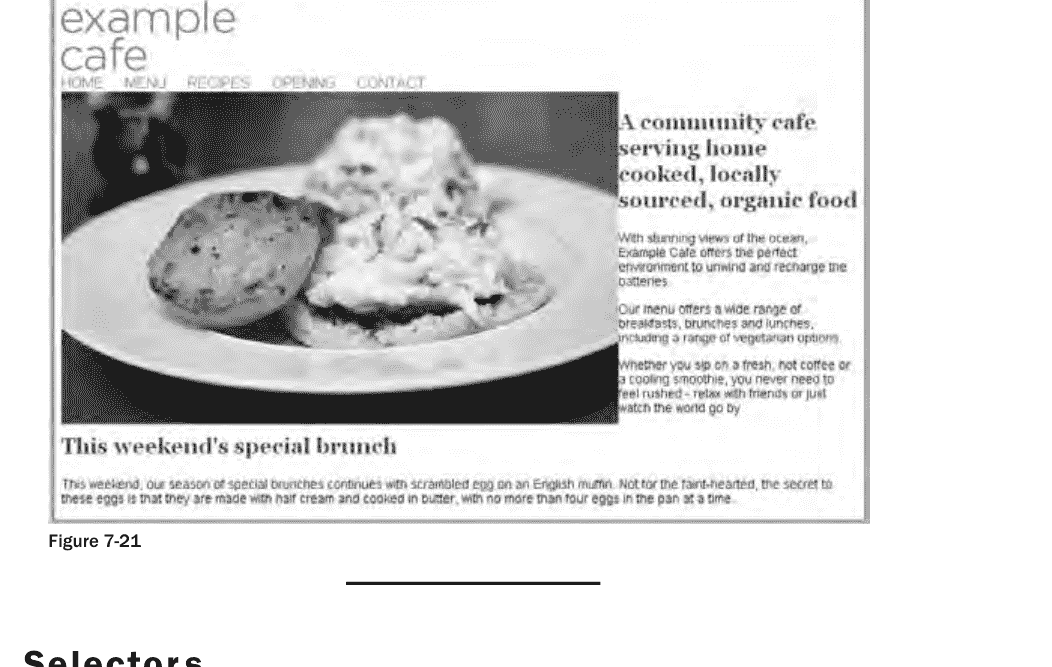 example
cafe
HOME MENU RECIPES OPENING CONTACT
A community cafe
serving home
cooked, locally
sourced, organic food
With stunning views of the ocean,
Example Cafe offers the perfect
environment to unwind and recharge the
batteries.
Our menu offers a wide range of
breakfasts, brunches and lunches,
including a range of vegetarian options.
Whether you sip on a fresh, hot coffee or
a cooling smoothie, you never need to
feel rushed - relax with friends or just
watch the world go by
This weekend's special brunch
This weekend, our season of special brunches continues with scrambled egg on an English muffin. Not for the faint-hearted, the secret to
these eggs is that they are made with half cream and cooked in butter, with no more than four eggs in the pan at a time.
Figure 7-21
Selectors